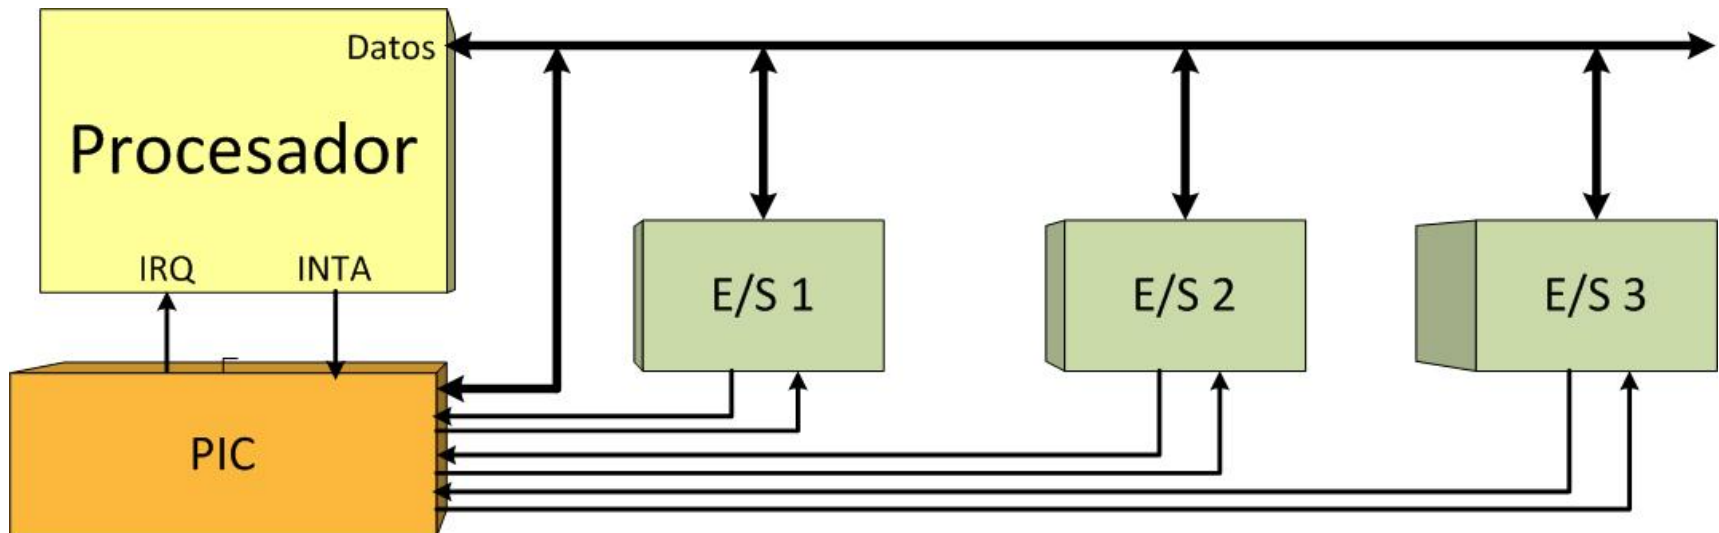 Datos
Procesador
IRQ INTA
E/S 1 E/S 2 E/S 3
PIC